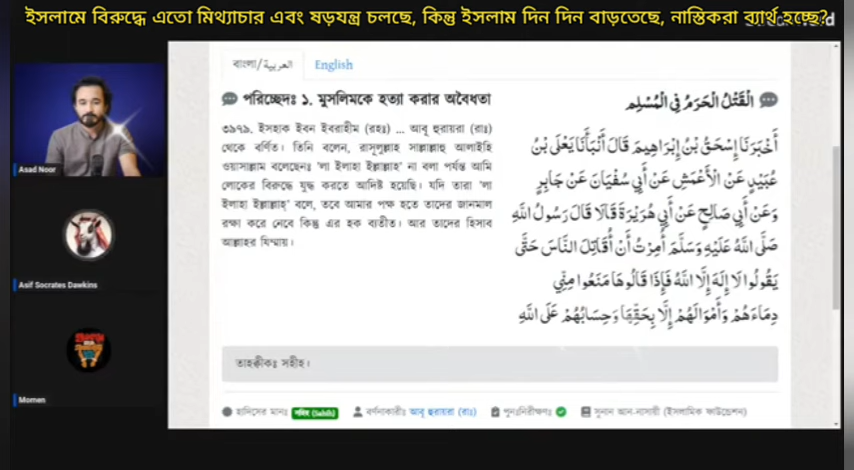 ইসলামে বিরুদ্ধে এতো মিথ্যাচার এবং ষড়যন্ত্র চলছে, কিন্তু ইসলাম দিন দিন বাড়তেছে, নাস্তিকরা ব্যার্থ হচ্ছে?
বাংলা/العربية English
পরিচ্ছেদঃ ১. মুসলিমকে হত্যা করার অবৈধতা
৩৯৭৯. ইসহাক ইবন ইবরাহীম (রহঃ) ... আবূ হুরায়রা (রাঃ)
থেকে বর্ণিত। তিনি বলেন, রাসূলুল্লাহ সাল্লাল্লাহু আলাইহি
ওয়াসাল্লাম বলেছেনঃ 'লা ইলাহা ইল্লাল্লাহ' না বলা পর্যন্ত আমি
লোকের বিরুদ্ধে যুদ্ধ করতে আদিষ্ট হয়েছি। যদি তারা 'লা
ইলাহা ইল্লাল্লাহ্' বলে, তবে আমার পক্ষ হতে তাদের জানমাল
রক্ষা করে নেবে কিন্তু এর হক ব্যতীত। আর তাদের হিসাব
আল্লাহর যিম্মায়।
الْقَتْلُ الْحَرَمُ فِي الْمُسْلِمِ
أَخْبَرَنَا إِسْحَقُ بْنُ إِبْرَاهِيمَ قَالَ أَنْبَأَنَا يَعْلَى بْنُ
عُبَيْدٍ عَنْ الْأَعْمَشِ عَنْ أَبِي سُفْيَانَ عَنْ جَابِرٍ
وَعَنْ أَبِي صَالِحٍ عَنْ أَبِي هُرَيْرَةَ قَالَا قَالَ رَسُولُ اللَّهِ
صَلَّى اللَّهُ عَلَيْهِ وَسَلَّمَ أُمِرْتُ أَنْ أُقَاتِلَ النَّاسَ حَتَّى
يَقُولُوا لَا إِلَهَ إِلَّا اللَّهُ فَإِذَا قَالُوهَا مَنَعُوا مِنِّي
دِمَاءَهُمْ وَأَمْوَالَهُمْ إِلَّا بِحَقِّهَا وَحِسَابُهُمْ عَلَى اللَّهِ
তাহক্বীকঃ সহীহ।
হাদিসের মানঃ সহিহ (Sahih) বর্ণনাকারীঃ আবূ হুরায়রা (রাঃ) পুনঃনিরীক্ষণঃ সুনান আন-নাসায়ী (ইসলামিক ফাউন্ডেশন)
Asad Noor
Asif Socrates Dawkins
Momen